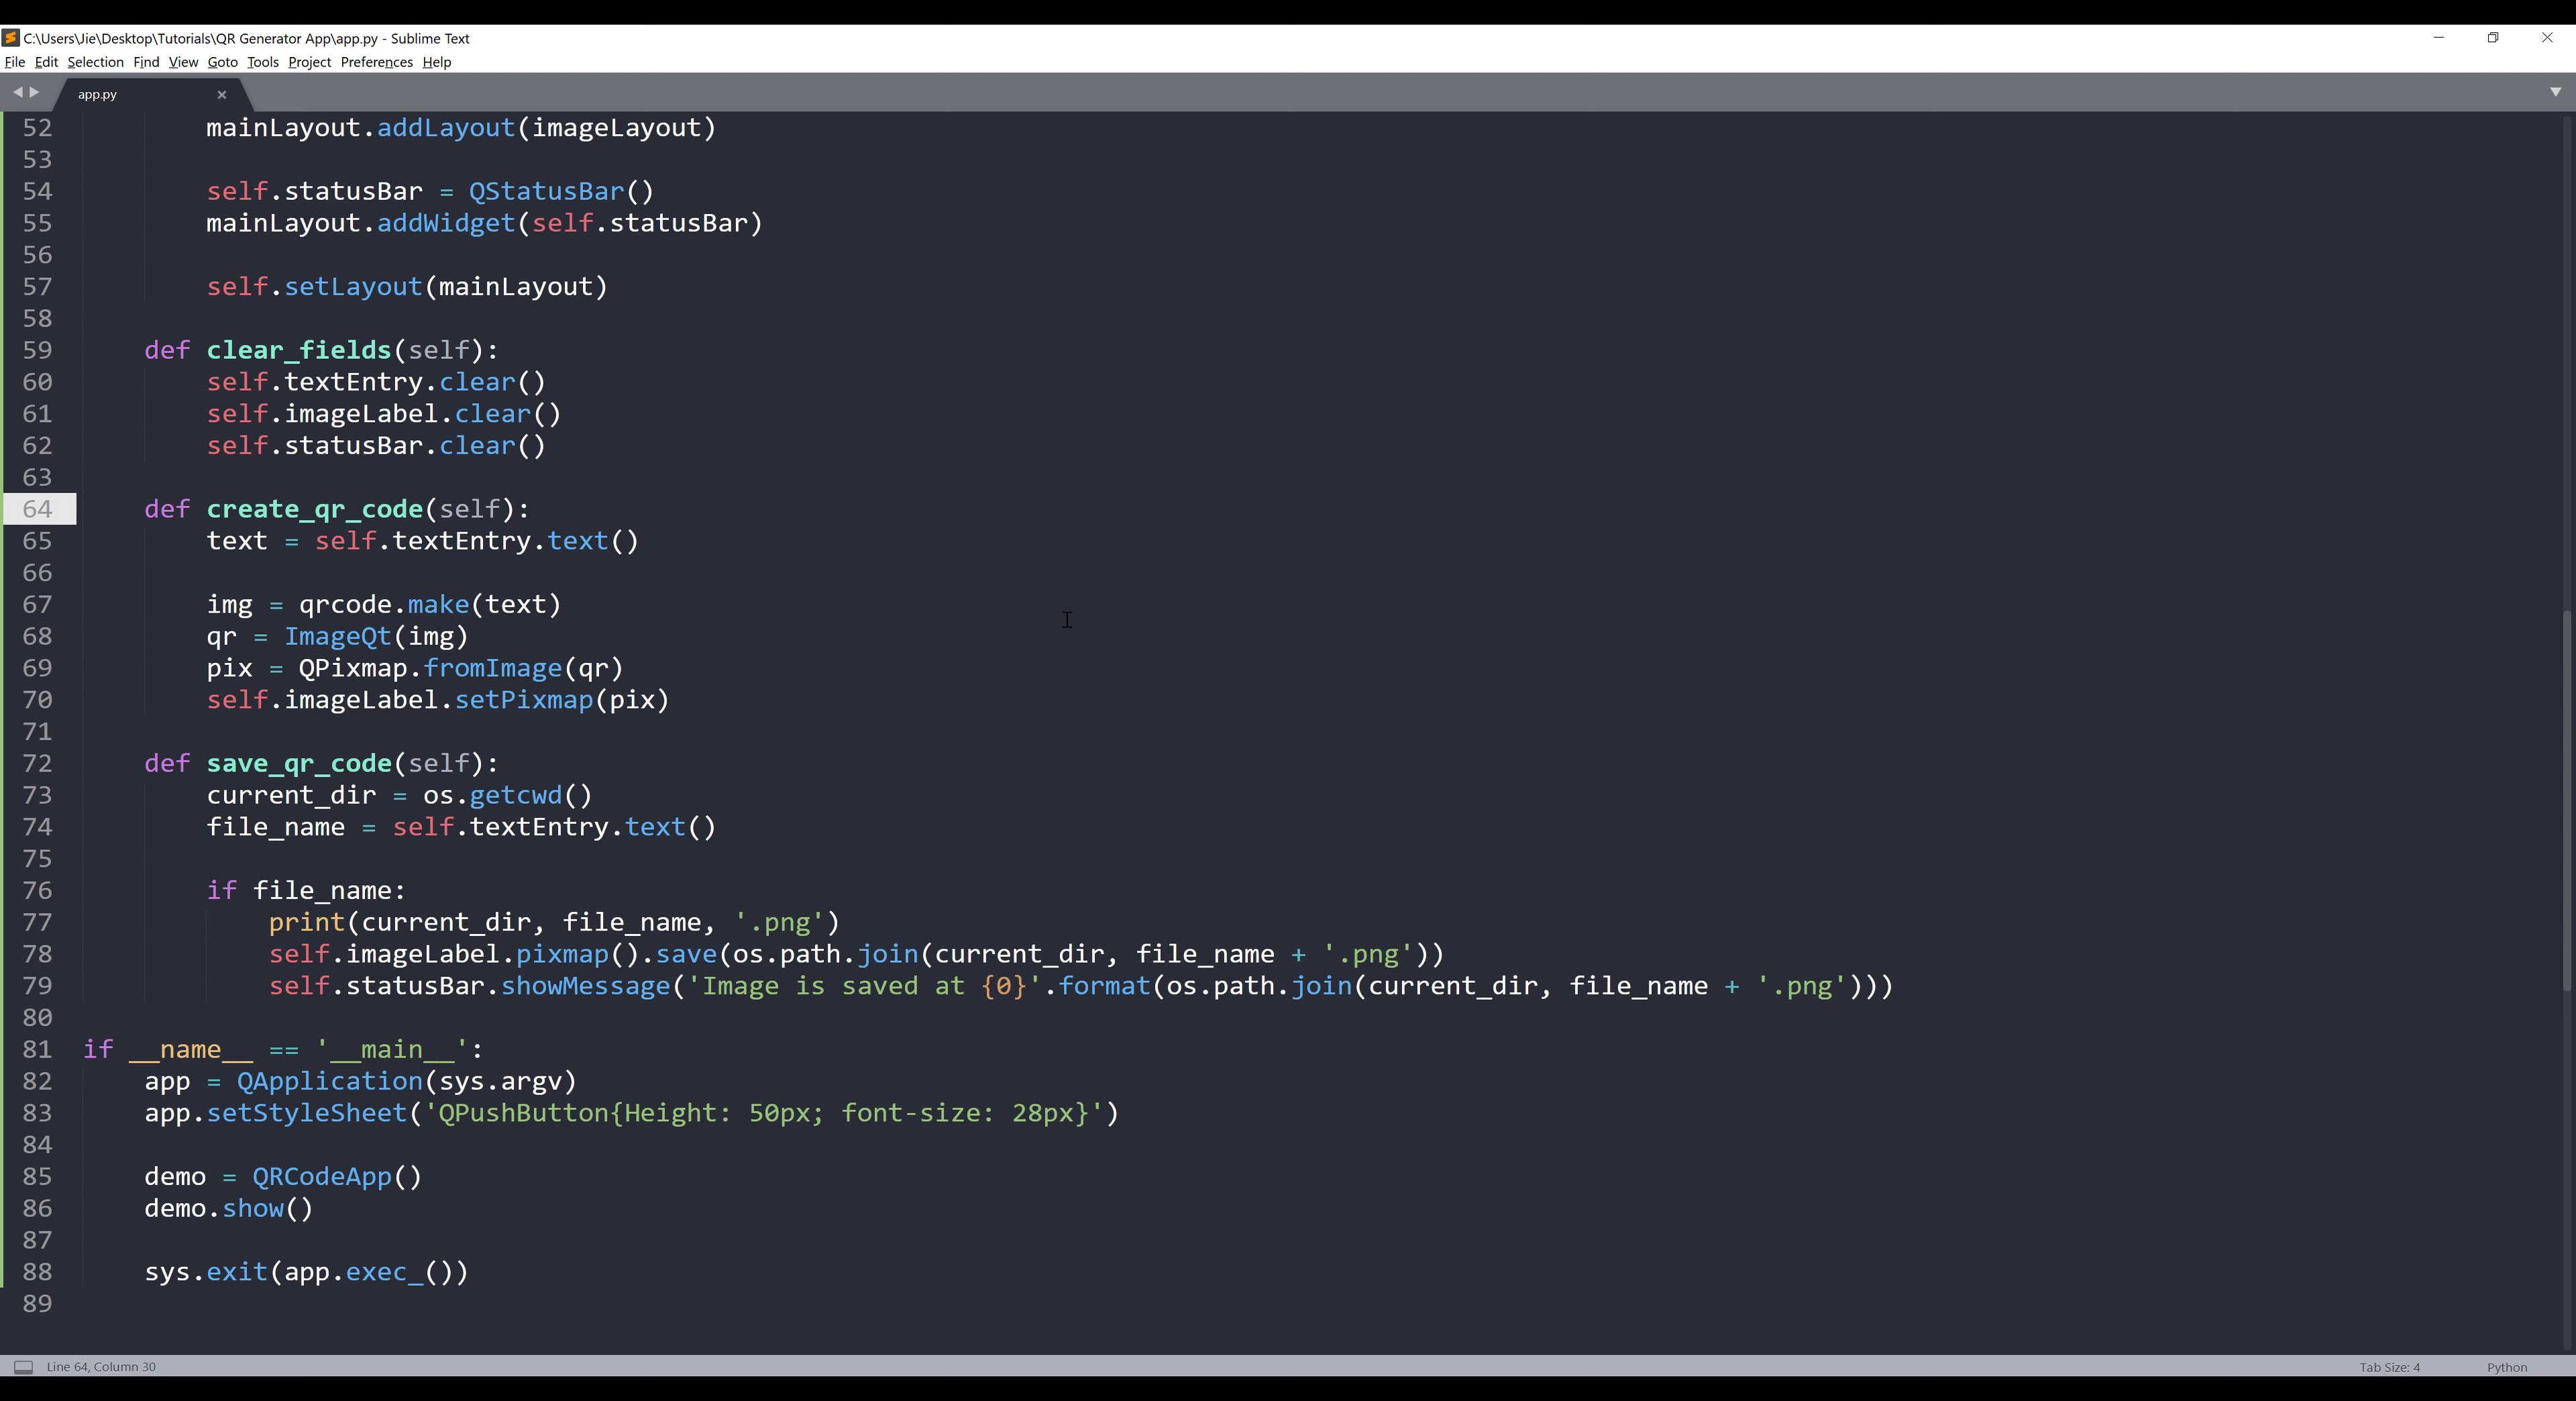 C:\Users\Jie\Desktop\Tutorials\QR Generator App\app.py - Sublime Text
File Edit Selection Find View Goto Tools Project Preferences Help
app.py
52 mainLayout.addLayout(imageLayout)
53
54 self.statusBar = QStatusBar()
55 mainLayout.addWidget(self.statusBar)
56
57 self.setLayout(mainLayout)
58
59 def clear_fields(self):
60 self.textEntry.clear()
61 self.imageLabel.clear()
62 self.statusBar.clear()
63
64 def create_qr_code(self):
65 text = self.textEntry.text()
66
67 img = qrcode.make(text)
68 qr = ImageQt(img)
69 pix = QPixmap.fromImage(qr)
70 self.imageLabel.setPixmap(pix)
71
72 def save_qr_code(self):
73 current_dir = os.getcwd()
74 file_name = self.textEntry.text()
75
76 if file_name:
77 print(current_dir, file_name, '.png')
78 self.imageLabel.pixmap().save(os.path.join(current_dir, file_name + '.png'))
79 self.statusBar.showMessage('Image is saved at {0}'.format(os.path.join(current_dir, file_name + '.png')))
80
81 if __name__ == '__main__':
82 app = QApplication(sys.argv)
83 app.setStyleSheet('QPushButton{Height: 50px; font-size: 28px}')
84
85 demo = QRCodeApp()
86 demo.show()
87
88 sys.exit(app.exec_())
89
Line 64, Column 30 Tab Size: 4 Python